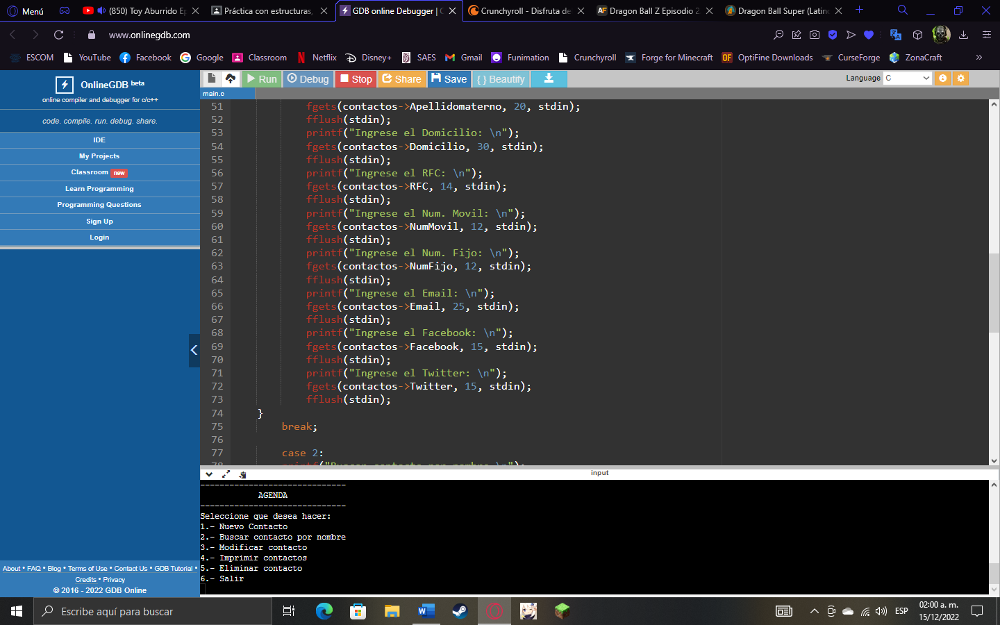 Menú
(850) Toy Aburrido Ep
Práctica con estructuras,
GDB online Debugger | C
Crunchyroll - Disfruta de
AF Dragon Ball Z Episodio 2
Dragon Ball Super (Latino
www.onlinegdb.com
ESCOM
YouTube
Facebook
Google
Classroom
Netflix
Disney+
SAES
Gmail
Funimation
Crunchyroll
Forge for Minecraft
OF OptiFine Downloads
CurseForge
ZonaCraft
»
OnlineGDB beta
online compiler and debugger for c/c++
code. compile. run. debug. share.
IDE
My Projects
Classroom new
Learn Programming
Programming Questions
Sign Up
Login
About • FAQ • Blog • Terms of Use • Contact Us • GDB Tutorial •
Credits • Privacy
© 2016 - 2022 GDB Online
Run
Debug
Stop
Share
Save
{ } Beautify
Language C
main.c
51 fgets(contactos->Apellidomaterno, 20, stdin);
52 fflush(stdin);
53 printf("Ingrese el Domicilio: \n");
54 fgets(contactos->Domicilio, 30, stdin);
55 fflush(stdin);
56 printf("Ingrese el RFC: \n");
57 fgets(contactos->RFC, 14, stdin);
58 fflush(stdin);
59 printf("Ingrese el Num. Movil: \n");
60 fgets(contactos->NumMovil, 12, stdin);
61 fflush(stdin);
62 printf("Ingrese el Num. Fijo: \n");
63 fgets(contactos->NumFijo, 12, stdin);
64 fflush(stdin);
65 printf("Ingrese el Email: \n");
66 fgets(contactos->Email, 25, stdin);
67 fflush(stdin);
68 printf("Ingrese el Facebook: \n");
69 fgets(contactos->Facebook, 15, stdin);
70 fflush(stdin);
71 printf("Ingrese el Twitter: \n");
72 fgets(contactos->Twitter, 15, stdin);
73 fflush(stdin);
74 }
75 break;
76
77 case 2:
78 printf("Buscar contacto por nombre \n");
input
------------------------------
AGENDA
------------------------------
Seleccione que desea hacer:
1.- Nuevo Contacto
2.- Buscar contacto por nombre
3.- Modificar contacto
4.- Imprimir contactos
5.- Eliminar contacto
6.- Salir
Escribe aquí para buscar
ESP
02:00 a. m.
15/12/2022